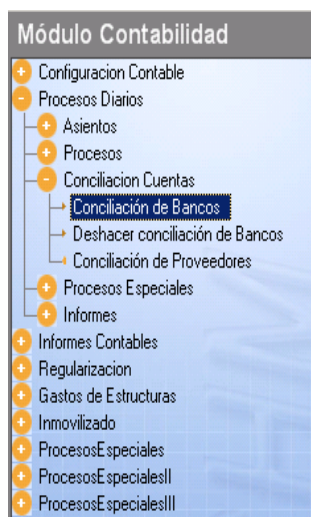 Módulo Contabilidad
Configuracion Contable
Procesos Diarios
Asientos
Procesos
Conciliacion Cuentas
Conciliación de Bancos
Deshacer conciliación de Bancos
Conciliación de Proveedores
Procesos Especiales
Informes
Informes Contables
Regularizacion
Gastos de Estructuras
Inmovilizado
ProcesosEspeciales
ProcesosEspecialesII
ProcesosEspecialesIII